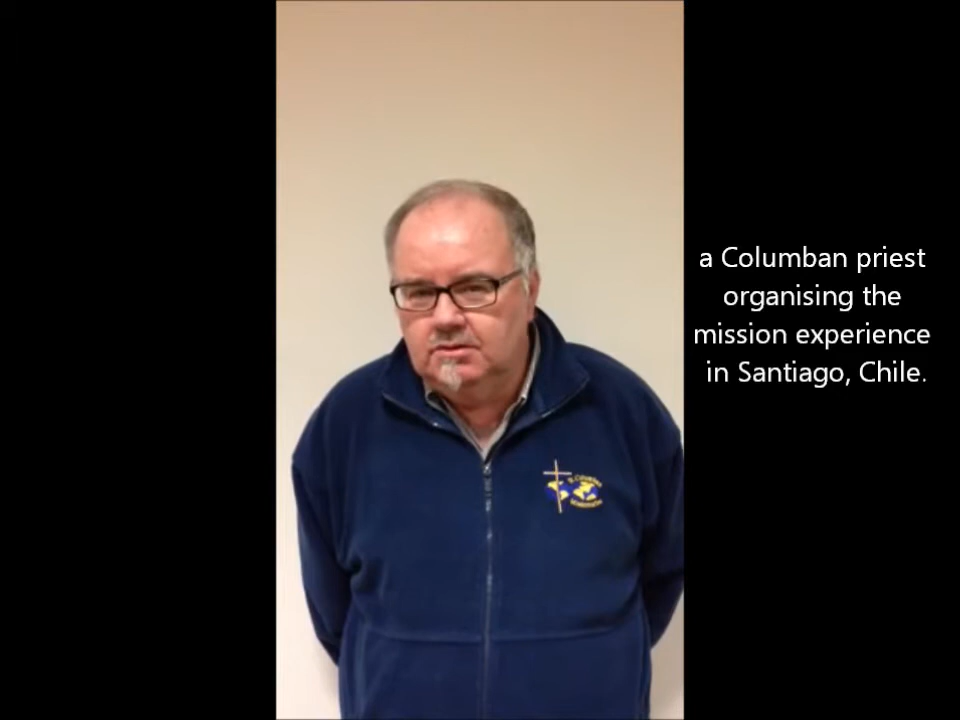 a Columban priest
organising the
mission experience
in Santiago, Chile.